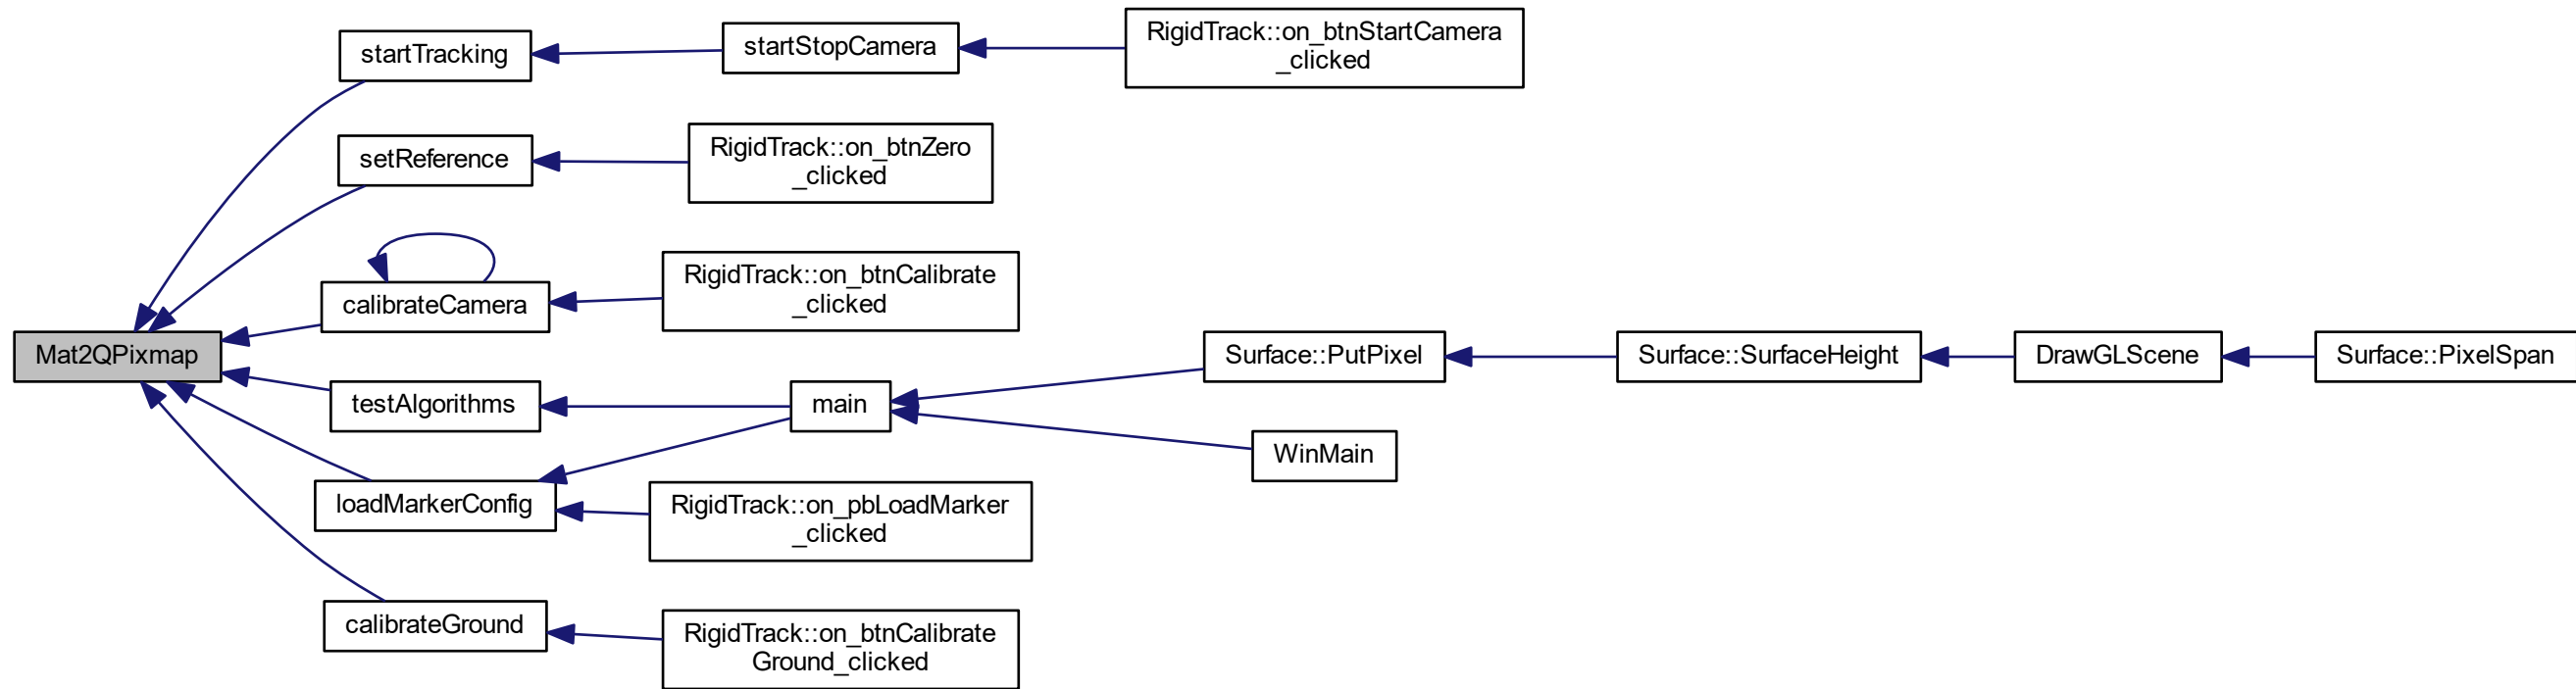 startTracking
startStopCamera
RigidTrack::on_btnStartCamera
_clicked
setReference
RigidTrack::on_btnZero
_clicked
calibrateCamera
RigidTrack::on_btnCalibrate
_clicked
Mat2QPixmap
Surface::PutPixel
Surface::SurfaceHeight
DrawGLScene
Surface::PixelSpan
testAlgorithms
main
WinMain
loadMarkerConfig
RigidTrack::on_pbLoadMarker
_clicked
calibrateGround
RigidTrack::on_btnCalibrate
Ground_clicked